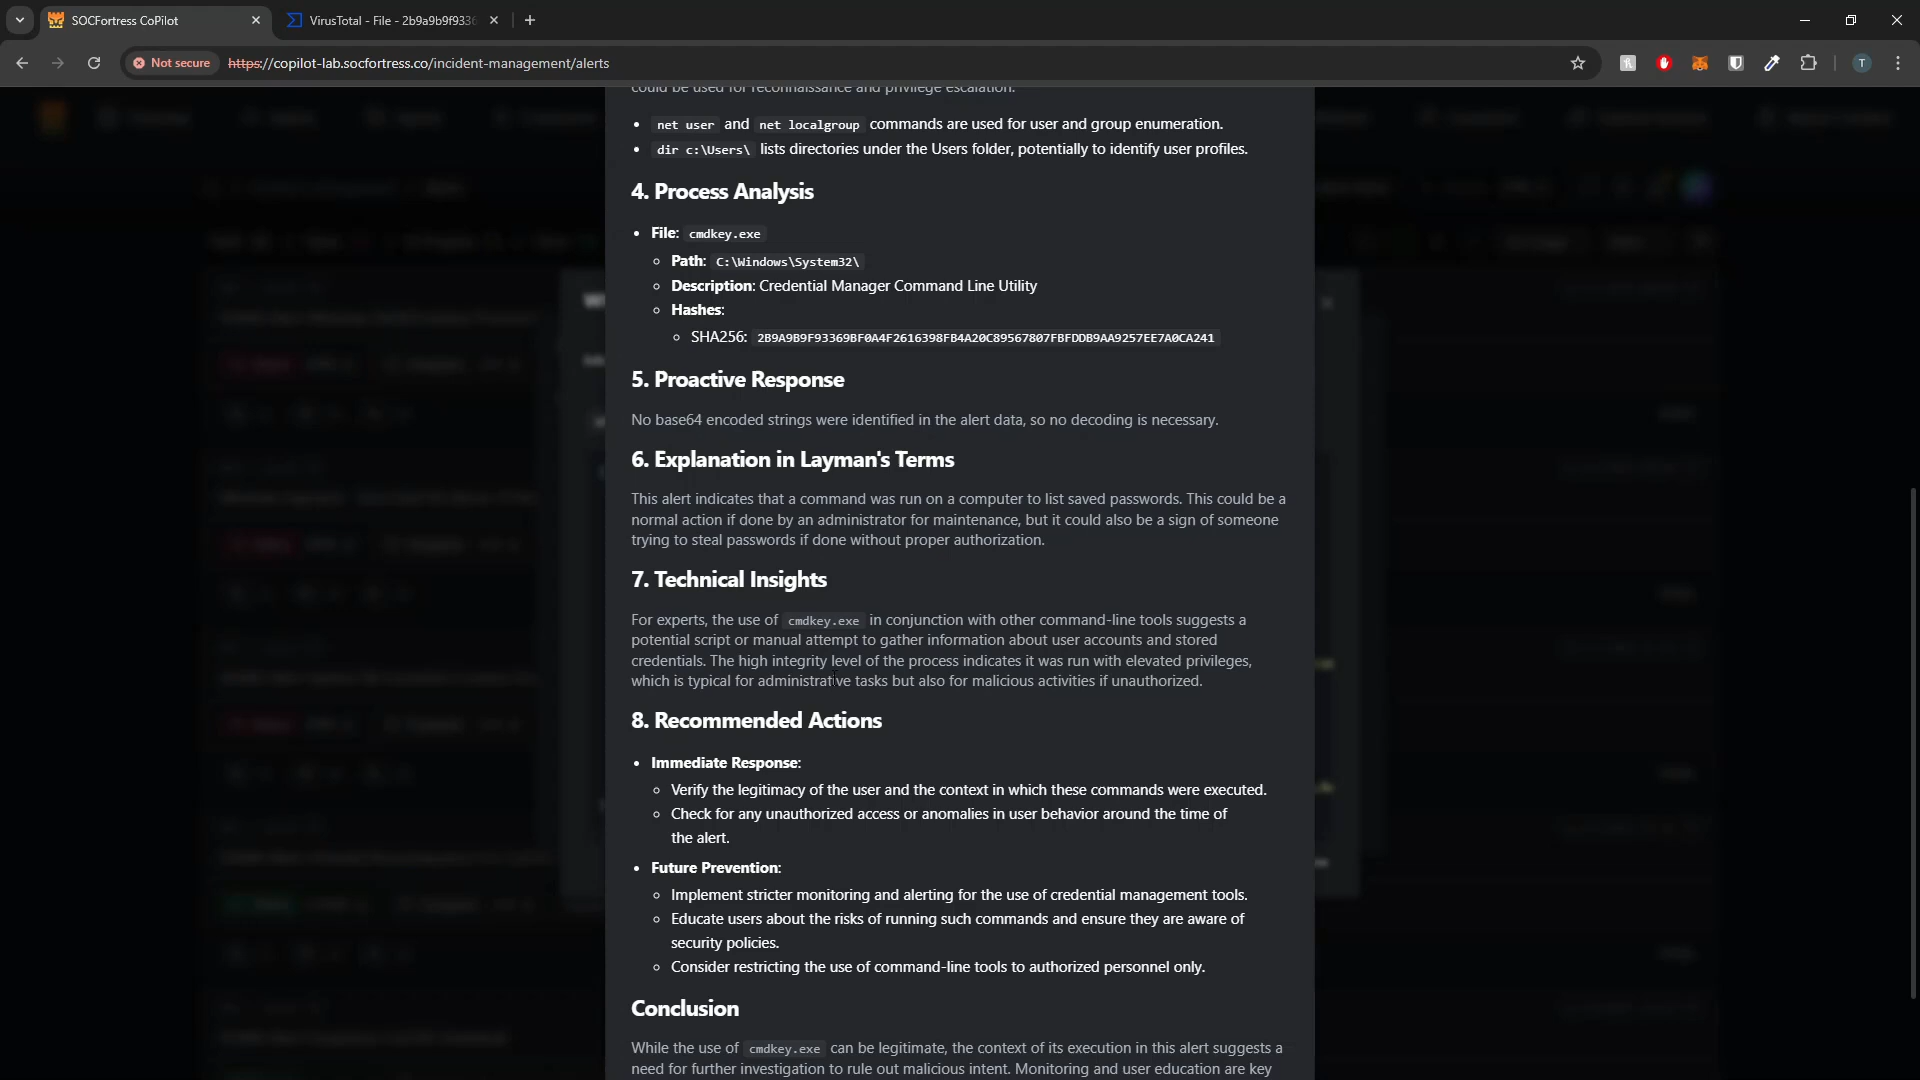 SOCFortress CoPilot
VirusTotal - File - 2b9a9b9f9336
Not secure
https://copilot-lab.socfortress.co/incident-management/alerts
T
could be used for reconnaissance and privilege escalation.
• net user and net localgroup commands are used for user and group enumeration.
• dir c:\Users\ lists directories under the Users folder, potentially to identify user profiles.
4. Process Analysis
• File: cmdkey.exe
Path: C:\Windows\System32\
Description: Credential Manager Command Line Utility
Hashes:
SHA256: 2B9A9B9F93369BF0A4F2616398FB4A20C89567807FBFDDB9AA9257EE7A0CA241
5. Proactive Response
No base64 encoded strings were identified in the alert data, so no decoding is necessary.
6. Explanation in Layman's Terms
This alert indicates that a command was run on a computer to list saved passwords. This could be a
normal action if done by an administrator for maintenance, but it could also be a sign of someone
trying to steal passwords if done without proper authorization.
7. Technical Insights
For experts, the use of cmdkey.exe in conjunction with other command-line tools suggests a
potential script or manual attempt to gather information about user accounts and stored
credentials. The high integrity level of the process indicates it was run with elevated privileges,
which is typical for administrative tasks but also for malicious activities if unauthorized.
8. Recommended Actions
• Immediate Response:
Verify the legitimacy of the user and the context in which these commands were executed.
Check for any unauthorized access or anomalies in user behavior around the time of
the alert.
• Future Prevention:
Implement stricter monitoring and alerting for the use of credential management tools.
Educate users about the risks of running such commands and ensure they are aware of
security policies.
Consider restricting the use of command-line tools to authorized personnel only.
Conclusion
While the use of cmdkey.exe can be legitimate, the context of its execution in this alert suggests a
need for further investigation to rule out malicious intent. Monitoring and user education are key